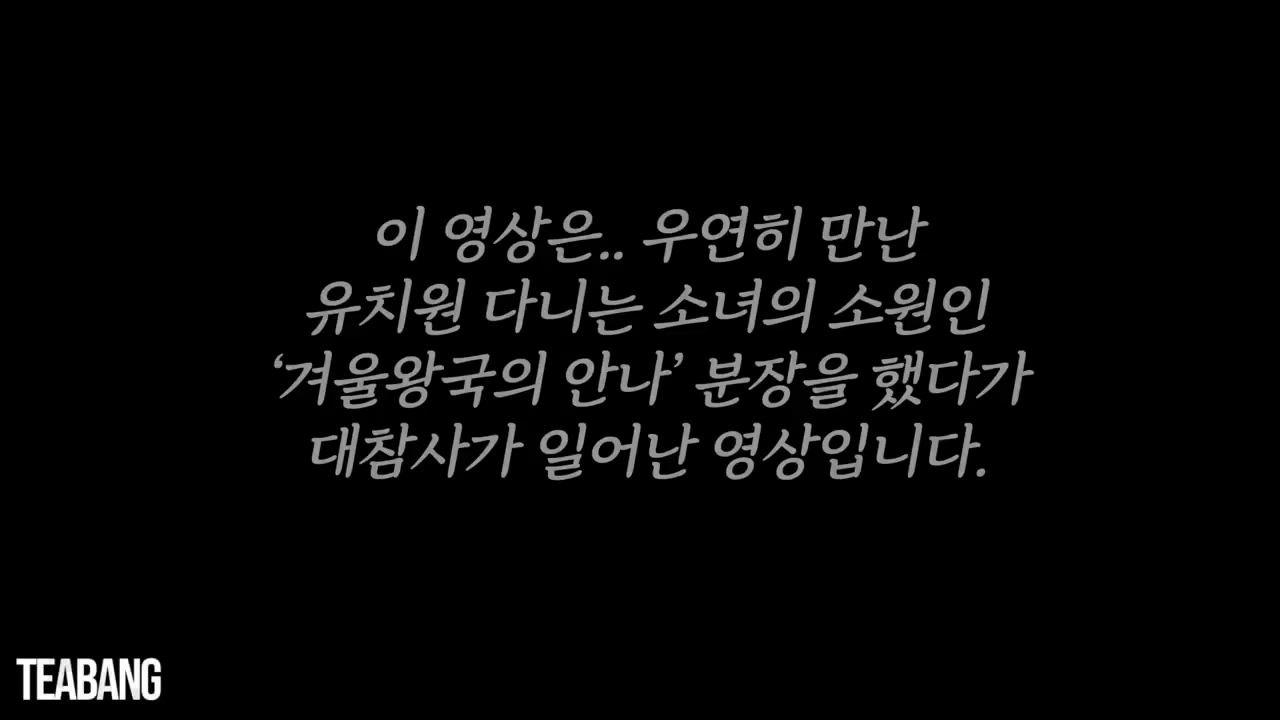 이 영상은.. 우연히 만난
유치원 다니는 소녀의 소원인
‘겨울왕국의 안나’ 분장을 했다가
대참사가 일어난 영상입니다.
TEABANG